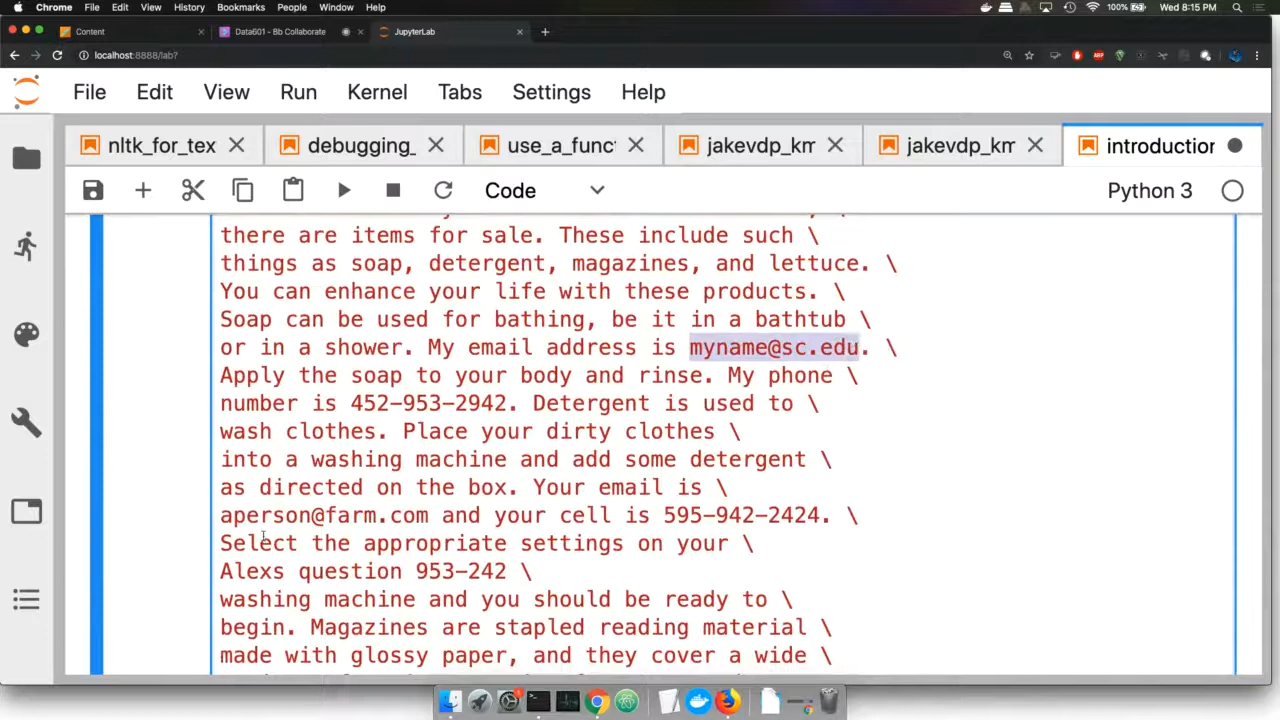 Chrome File Edit View History Bookmarks People Window Help 100% Wed 8:15 PM
Content Data601 - Bb Collaborate JupyterLab
localhost:8888/lab?
File Edit View Run Kernel Tabs Settings Help
nltk_for_tex debugging_ use_a_func jakevdp_km jakevdp_km introduction
Code Python 3
there are items for sale. These include such \
things as soap, detergent, magazines, and lettuce. \
You can enhance your life with these products. \
Soap can be used for bathing, be it in a bathtub \
or in a shower. My email address is myname@sc.edu. \
Apply the soap to your body and rinse. My phone \
number is 452-953-2942. Detergent is used to \
wash clothes. Place your dirty clothes \
into a washing machine and add some detergent \
as directed on the box. Your email is \
aperson@farm.com and your cell is 595-942-2424. \
Select the appropriate settings on your \
Alexs question 953-242 \
washing machine and you should be ready to \
begin. Magazines are stapled reading material \
made with glossy paper, and they cover a wide \